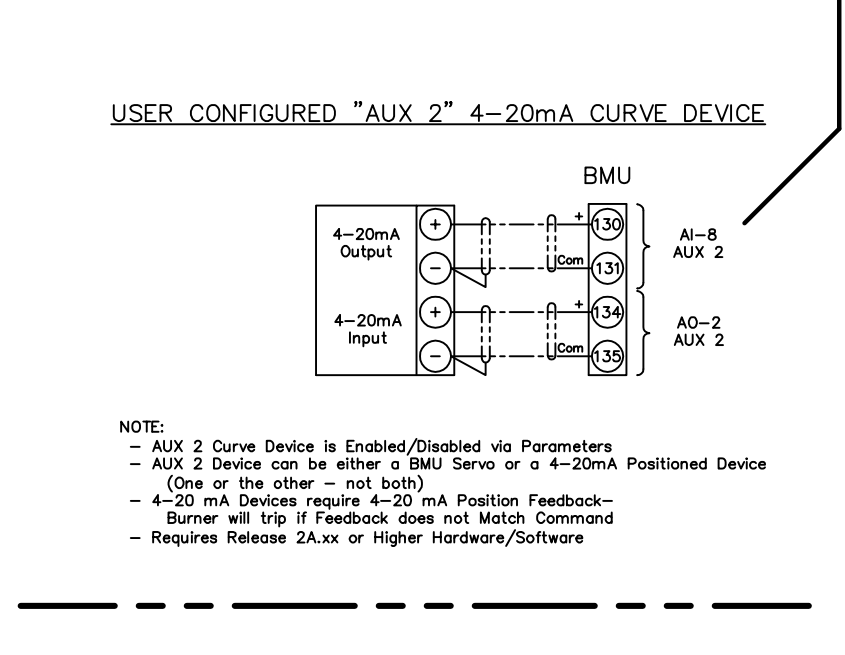 USER CONFIGURED "AUX 2" 4-20mA CURVE DEVICE
BMU
4-20mA
Output
+
-
+
Com
130
131
AI-8
AUX 2
4-20mA
Input
+
-
+
Com
134
135
AO-2
AUX 2
NOTE:
- AUX 2 Curve Device is Enabled/Disabled via Parameters
- AUX 2 Device can be either a BMU Servo or a 4-20mA Positioned Device
(One or the other - not both)
- 4-20 mA Devices require 4-20 mA Position Feedback-
Burner will trip if Feedback does not Match Command
- Requires Release 2A.xx or Higher Hardware/Software